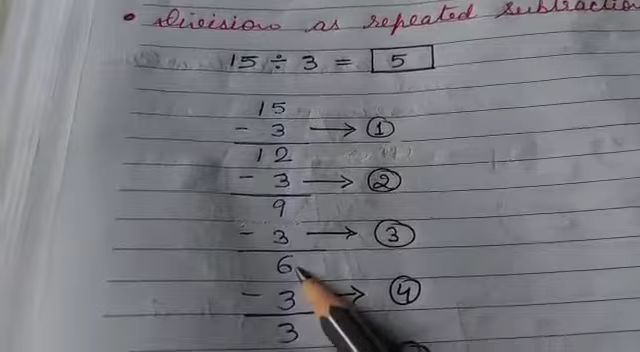 • Division as repeated subtraction
15 ÷ 3 = 5
15
- 3 → 1
12
- 3 → 2
9
- 3 → 3
6
- 3 → 4
3